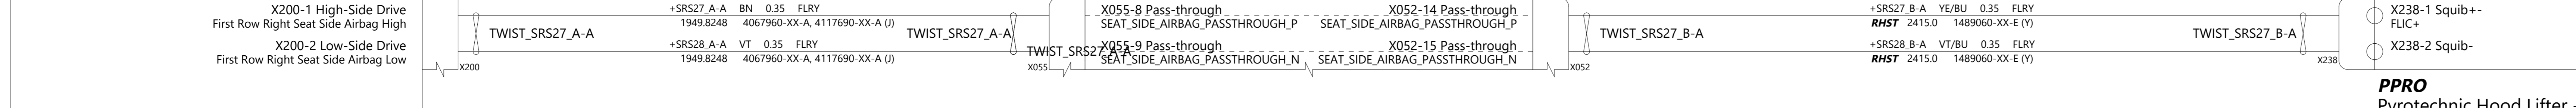 X200-1 High-Side Drive
First Row Right Seat Side Airbag High
X200-2 Low-Side Drive
First Row Right Seat Side Airbag Low
X200
TWIST_SRS27_A-A
+SRS27_A-A BN 0.35 FLRY
1949.8248 4067960-XX-A, 4117690-XX-A (J)
+SRS28_A-A VT 0.35 FLRY
1949.8248 4067960-XX-A, 4117690-XX-A (J)
TWIST_SRS27_A-A
TWIST_SRS27_A-A
X055
X055-8 Pass-through
SEAT_SIDE_AIRBAG_PASSTHROUGH_P
X055-9 Pass-through
SEAT_SIDE_AIRBAG_PASSTHROUGH_N
X052-14 Pass-through
SEAT_SIDE_AIRBAG_PASSTHROUGH_P
X052-15 Pass-through
SEAT_SIDE_AIRBAG_PASSTHROUGH_N
X052
TWIST_SRS27_B-A
+SRS27_B-A YE/BU 0.35 FLRY
RHST 2415.0 1489060-XX-E (Y)
+SRS28_B-A VT/BU 0.35 FLRY
RHST 2415.0 1489060-XX-E (Y)
TWIST_SRS27_B-A
X238
X238-1 Squib+-
FLIC+
X238-2 Squib-
PPRO
Pyrotechnic Hood Lifter